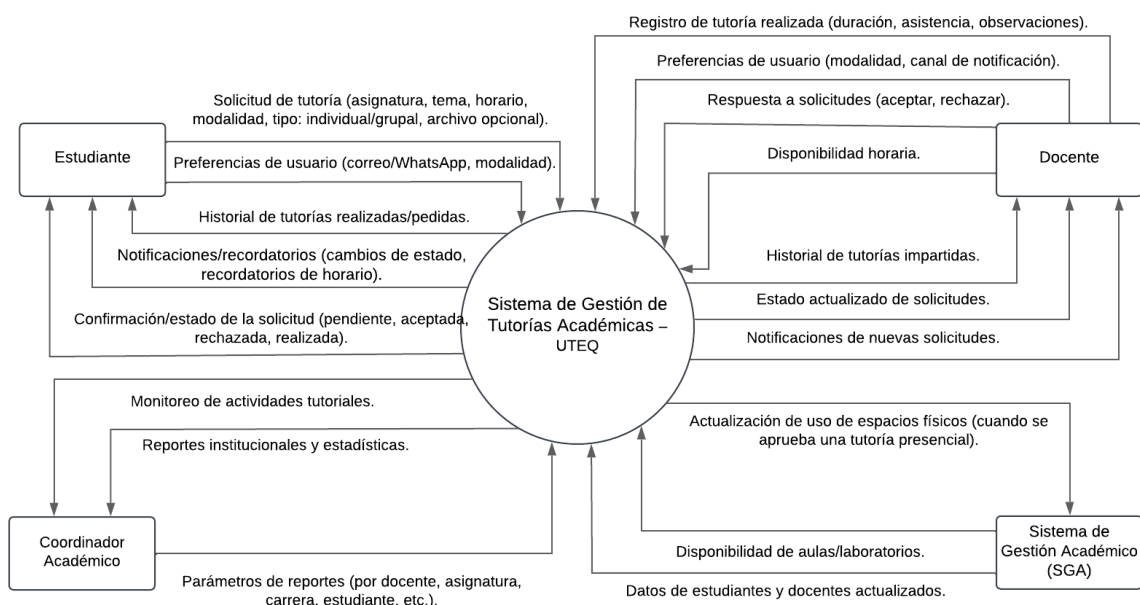 Registro de tutoría realizada (duración, asistencia, observaciones).
Preferencias de usuario (modalidad, canal de notificación).
Solicitud de tutoría (asignatura, tema, horario,
modalidad, tipo: individual/grupal, archivo opcional).
Respuesta a solicitudes (aceptar, rechazar).
Estudiante
Preferencias de usuario (correo/WhatsApp, modalidad).
Disponibilidad horaria.
Docente
Historial de tutorías realizadas/pedidas.
Notificaciones/recordatorios (cambios de estado,
recordatorios de horario).
Historial de tutorías impartidas.
Sistema de Gestión de
Tutorías Académicas –
UTEQ
Estado actualizado de solicitudes.
Confirmación/estado de la solicitud (pendiente, aceptada,
rechazada, realizada).
Notificaciones de nuevas solicitudes.
Monitoreo de actividades tutoriales.
Actualización de uso de espacios físicos (cuando se
aprueba una tutoría presencial).
Reportes institucionales y estadísticas.
Coordinador
Académico
Sistema de
Gestión Académico
(SGA)
Disponibilidad de aulas/laboratorios.
Parámetros de reportes (por docente, asignatura,
carrera, estudiante, etc.).
Datos de estudiantes y docentes actualizados.